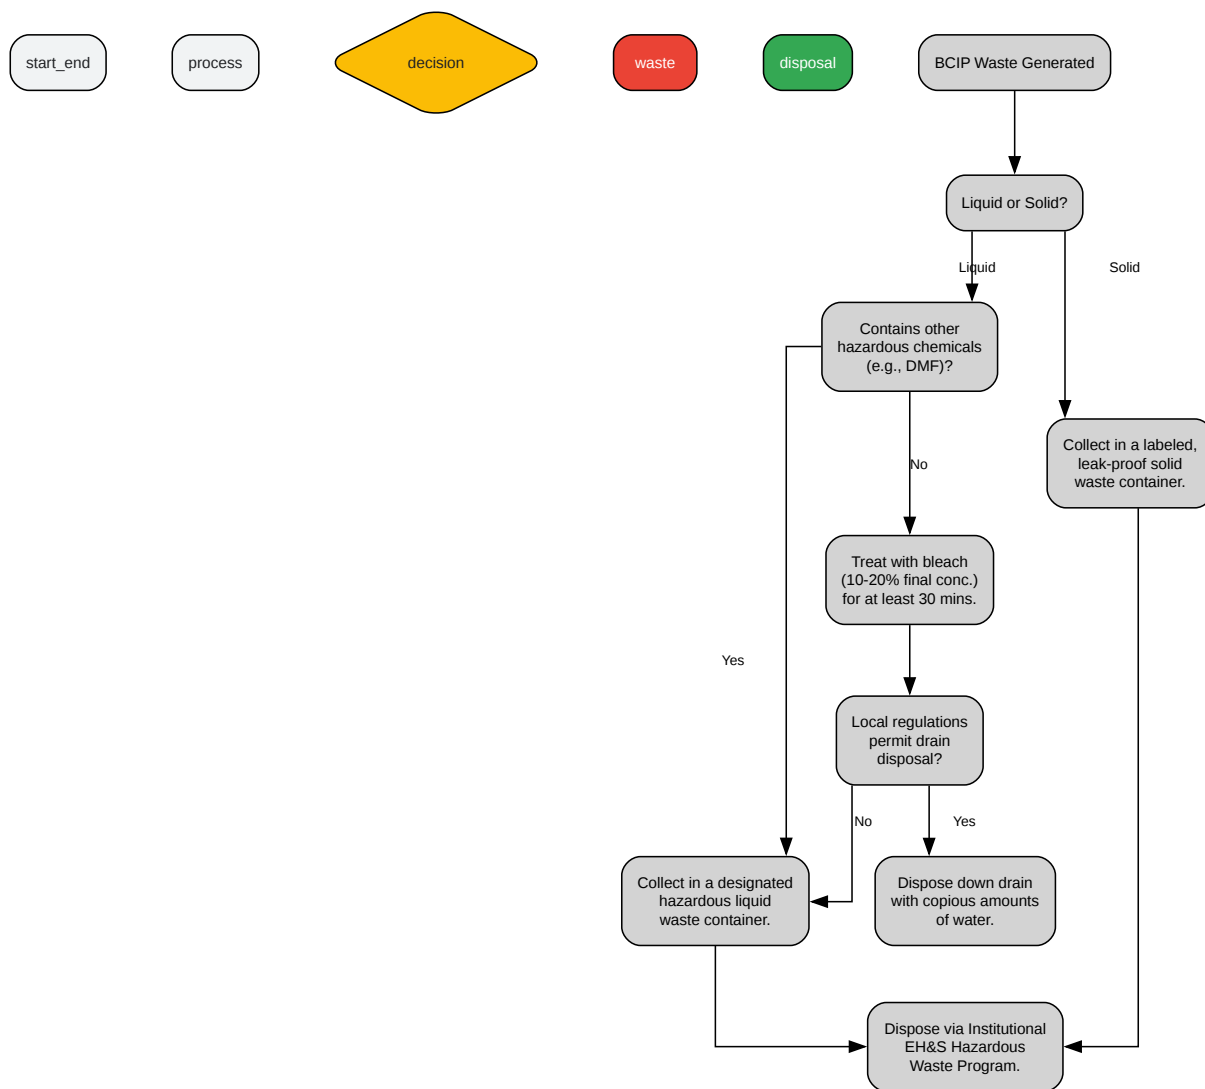 start_end
process
decision
waste
disposal
BCIP Waste Generated
Liquid or Solid?
Liquid
Solid
Contains other
hazardous chemicals
(e.g., DMF)?
Collect in a labeled,
leak-proof solid
waste container.
No
Treat with bleach
(10-20% final conc.)
for at least 30 mins.
Yes
Local regulations
permit drain
disposal?
No
Yes
Collect in a designated
hazardous liquid
waste container.
Dispose down drain
with copious amounts
of water.
Dispose via Institutional
EH&S Hazardous
Waste Program.